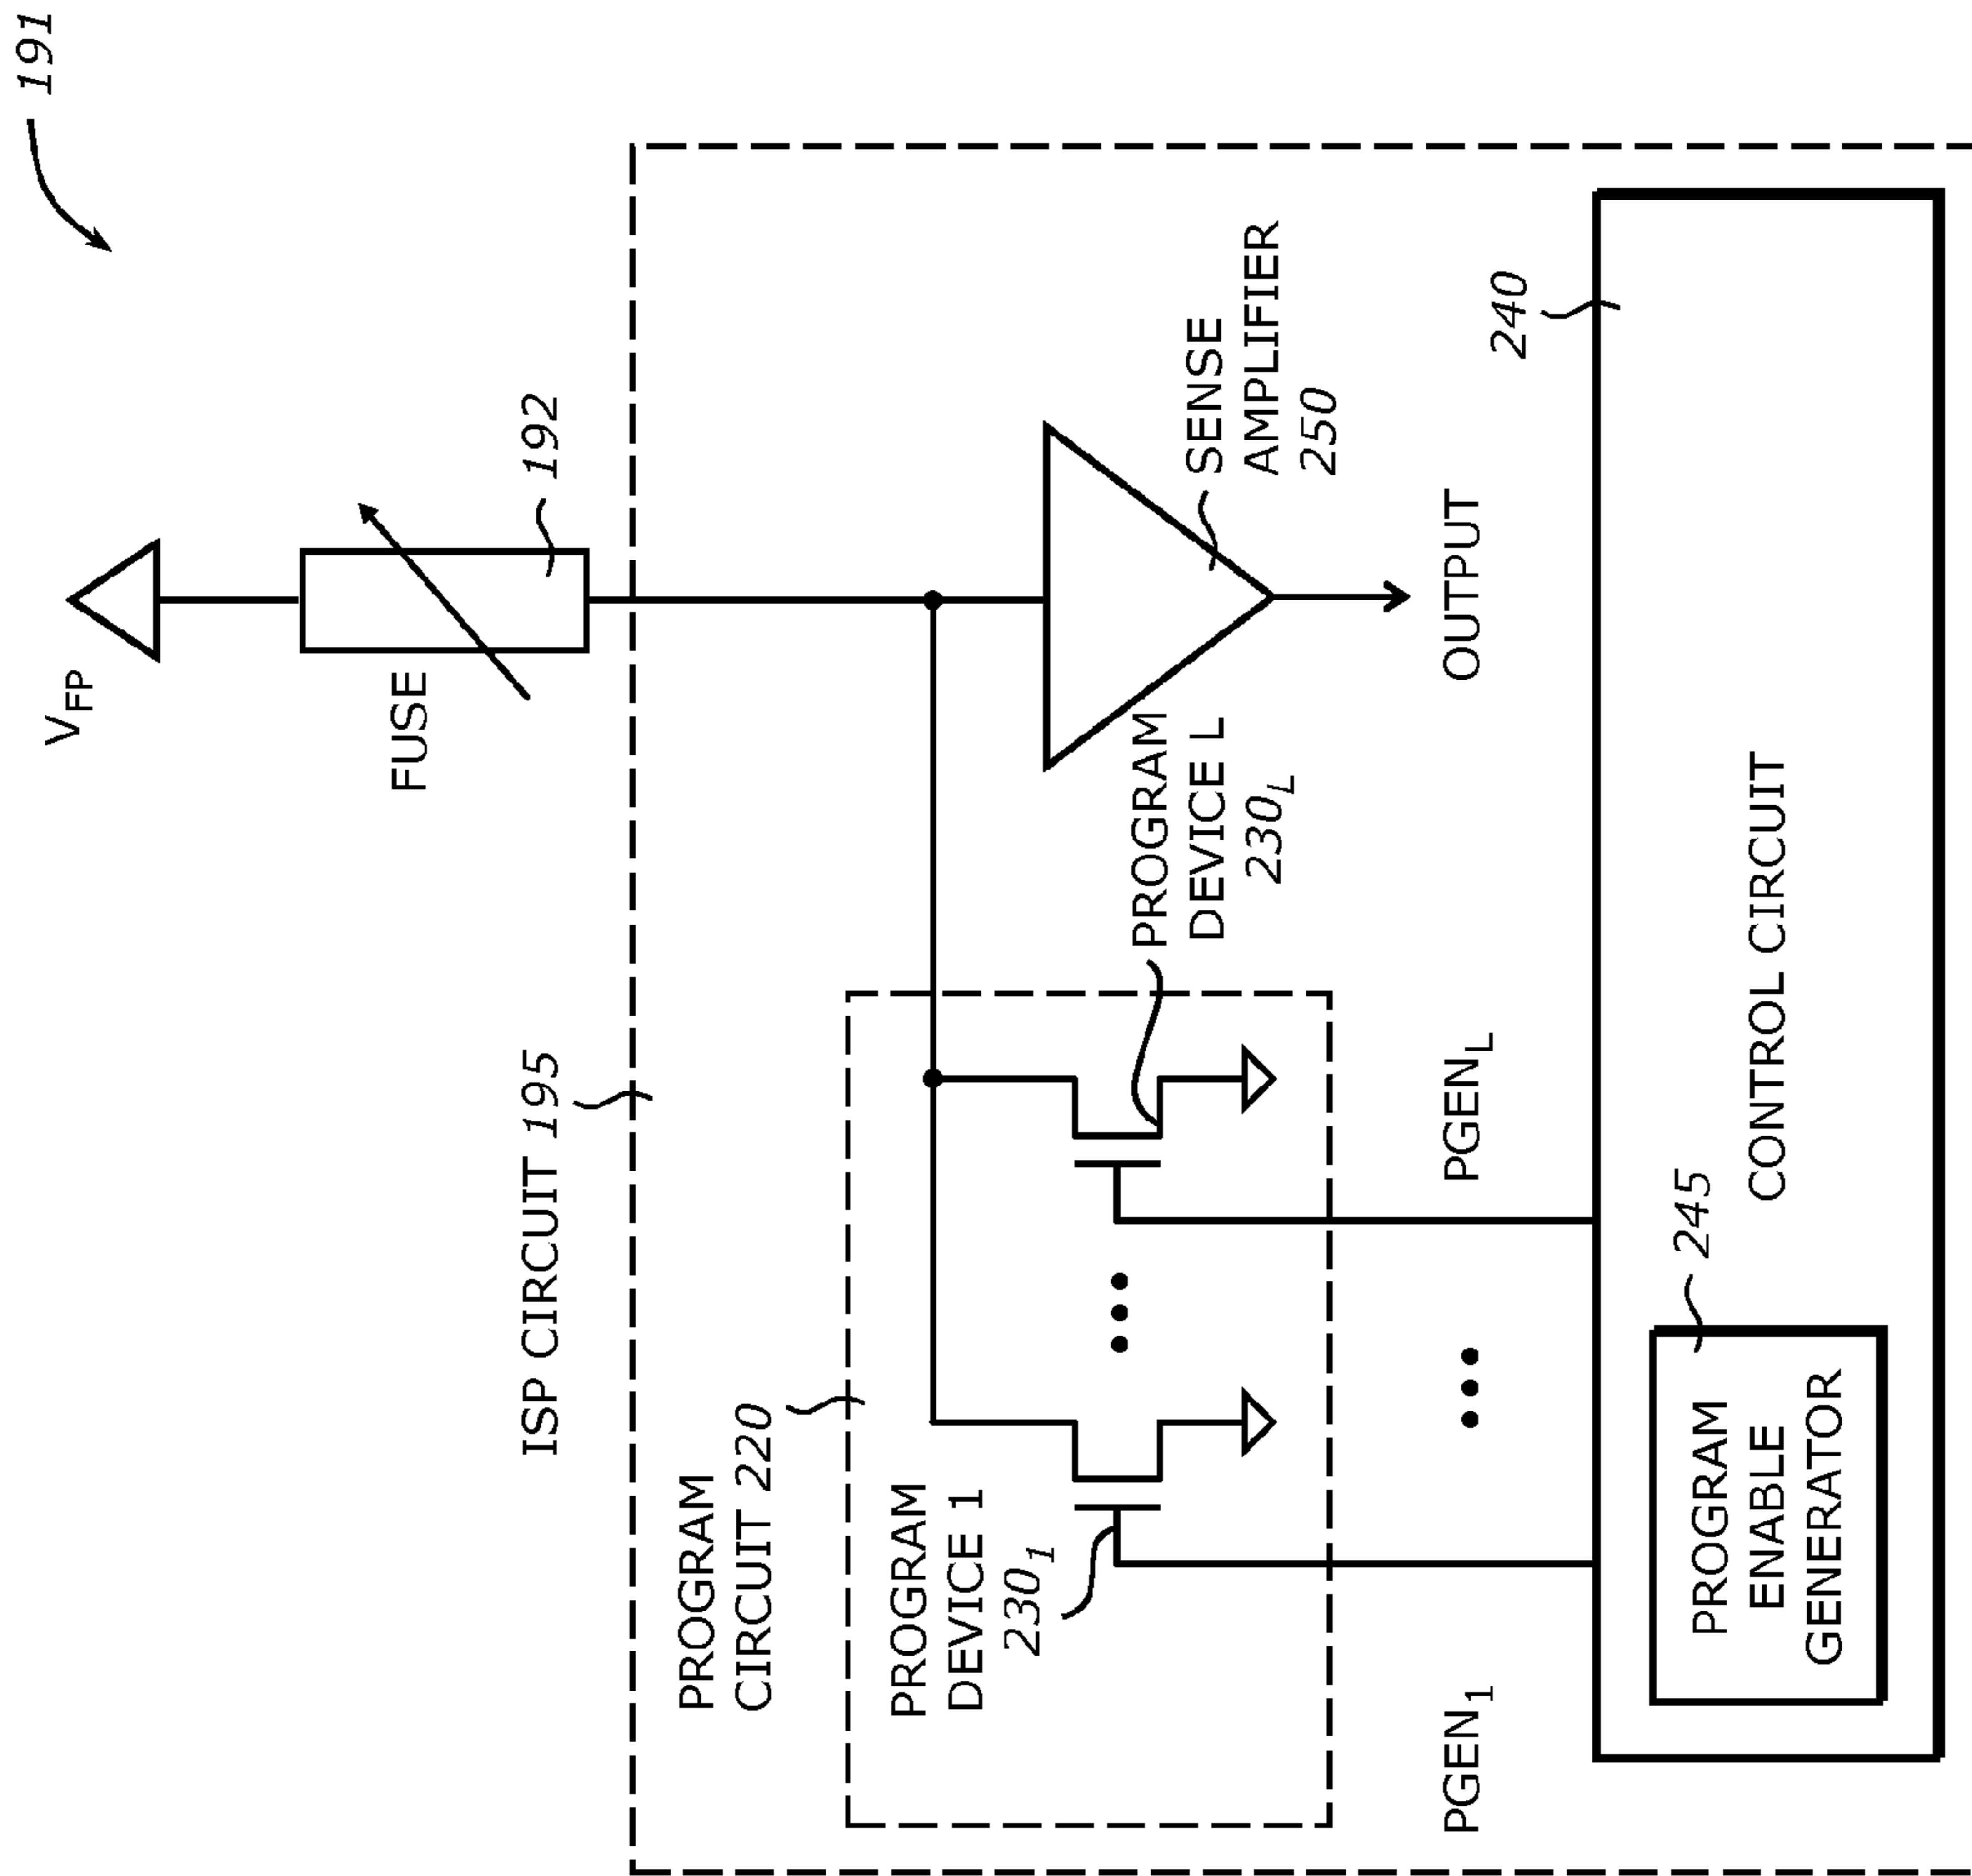 191
V_FP
FUSE
192
ISP CIRCUIT 195
PROGRAM
CIRCUIT 220
PROGRAM
DEVICE 1
230_1
PROGRAM
DEVICE L
230_L
SENSE
AMPLIFIER
250
OUTPUT
PGEN_1
•••
PGEN_L
240
PROGRAM
ENABLE
GENERATOR
245
CONTROL CIRCUIT